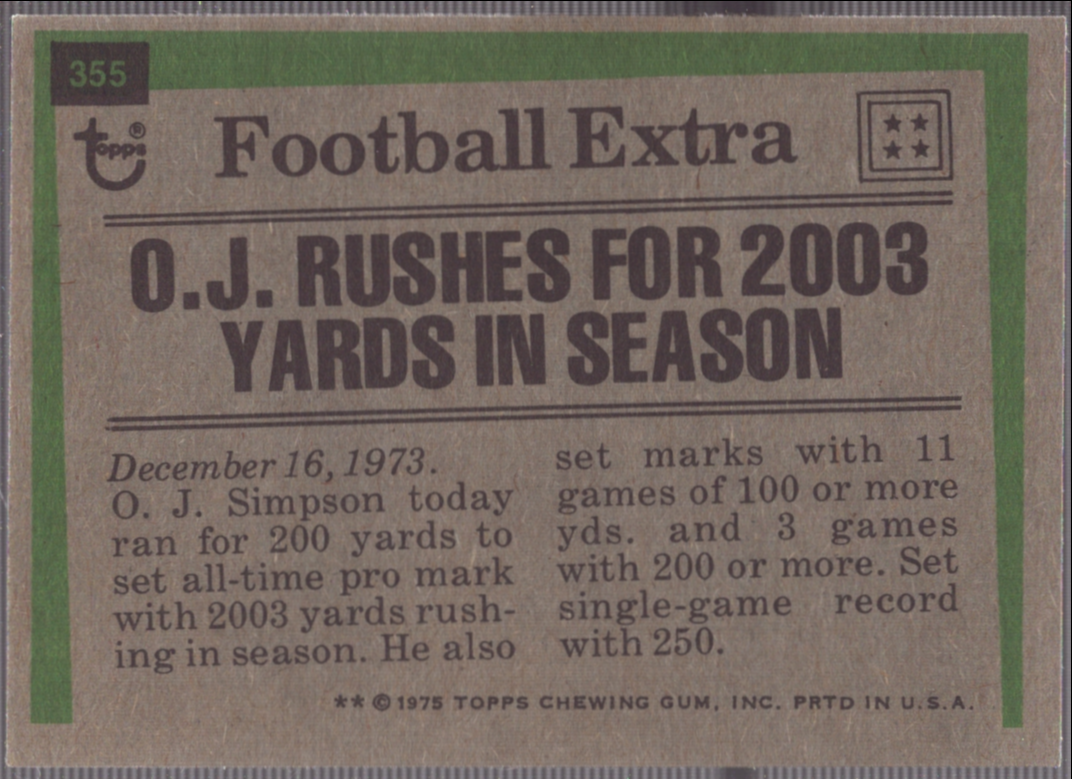 355
topps®
Football Extra
O.J. RUSHES FOR 2003
YARDS IN SEASON
December 16, 1973.
O. J. Simpson today
ran for 200 yards to
set all-time pro mark
with 2003 yards rush-
ing in season. He also
set marks with 11
games of 100 or more
yds. and 3 games
with 200 or more. Set
single-game record
with 250.
** © 1975 TOPPS CHEWING GUM, INC. PRTD IN U.S.A.